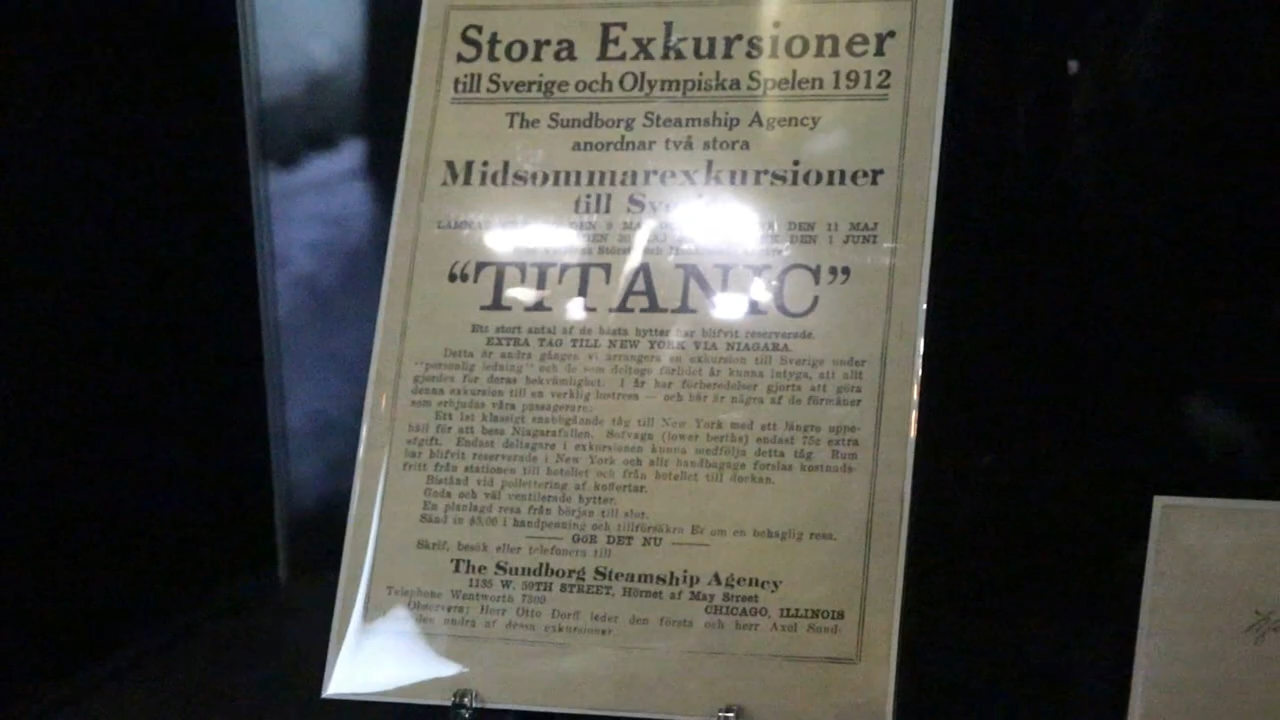 Stora Exkursioner
till Sverige och Olympiska Spelen 1912
The Sundborg Steamship Agency
anordnar två stora
Midsommarexkursioner
till
DEN 9 DEN 11 MAJ
DEN 1 JUNI
"TITANIC"
Ett stort antal af de bästa hytter har blifvit reserverade.
EXTRA TÅG TILL NEW YORK VIA NIAGARA.
Detta är andra gången vi arrangera en exkursion till Sverige under
"personlig ledning" och de som deltogo förlidet år kunna intyga, att allt
gjordes för deras bekvämlighet. I år har förberedelser gjorts att göra
denna exkursion till en verklig lustresa — och här är några af de förmåner
som erbjudas våra passagerare:
Ett 1st klassigt snabbgående tåg till New York med ett längre uppe-
håll för att bese Niagarafallen. Sofvagn (lower berths) endast 75c extra
afgift. Endast deltagare i exkursionen kunna medfölja detta tåg. Rum
har blifvit reserverade i New York och allt handbagage forslas kostnads-
fritt från stationen till hotellet och från hotellet till dockan.
Bistånd vid pollettering af koffertar.
Goda och väl ventilerade hytter.
En planlagd resa från början till slut.
Sänd in $5.00 i handpenning och tillförsäkra Er om en behaglig resa.
GÖR DET NU
Skrif, besök eller telefonera till
The Sundborg Steamship Agency
1135 W. 59TH STREET, Hörnet af May Street
Telephone Wentworth 7309 CHICAGO, ILLINOIS
Observera: Herr Otto Dorff leder den första och herr Axel Sund-
den andra af dessa exkursioner.